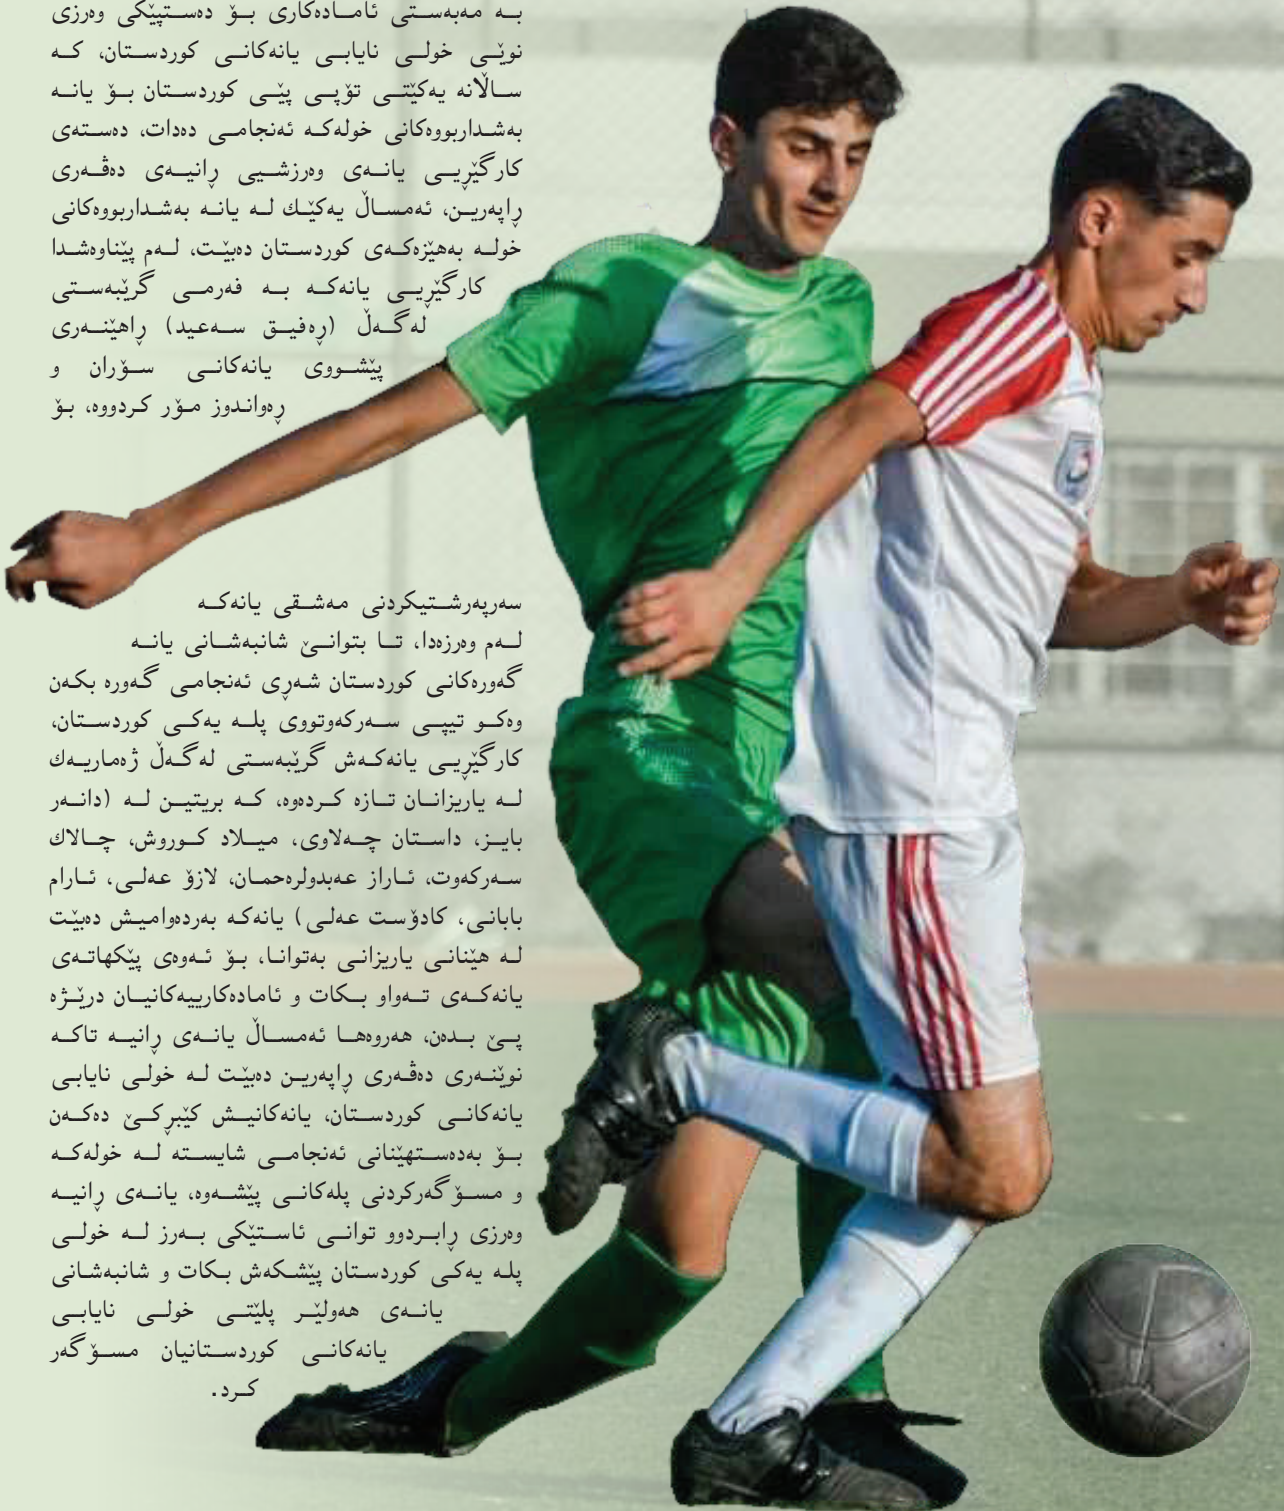 بە مەبەستی ئامادەکاری بۆ دەستپێکی وەرزی
نوێی خولی نایابی یانەکانی کوردستان، کە
ساڵانە یەکێتی تۆپی پێی کوردستان بۆ یانە
بەشداربووەکانی خولەکە ئەنجامی دەدات، دەستەی
کارگێڕیی یانەی وەرزشیی ڕانیەی دەڤەری
ڕاپەڕین، ئەمساڵ یەکێك لە یانە بەشداربووەکانی
خولە بەهێزەکەی کوردستان دەبێت، لەم پێناوەشدا
کارگێڕیی یانەکە بە فەرمی گرێبەستی
لەگەڵ (ڕەفیق سەعید) ڕاهێنەری
پێشووی یانەکانی سۆران و
ڕەواندوز مۆر کردووە، بۆ
سەرپەرشتیکردنی مەشقی یانەکە
لەم وەرزەدا، تا بتوانێ شانبەشانی یانە
گەورەکانی کوردستان شەڕی ئەنجامی گەورە بکەن
وەکو تیپی سەرکەوتووی پلە یەکی کوردستان،
کارگێڕیی یانەکەش گرێبەستی لەگەڵ ژەماریەك
لە یاریزانان تازە کردەوە، کە بریتین لە (دانەر
بایز، داستان چەلاوی، میلاد کوروش، چالاك
سەرکەوت، ئاراز عەبدولرەحمان، لازۆ عەلی، ئارام
بابانی، کادۆست عەلی) یانەکە بەردەوامیش دەبێت
لە هێنانی یاریزانی بەتوانا، بۆ ئەوەی پێکهاتەی
یانەکەی تەواو بکات و ئامادەکارییەکانیان درێژە
پێ بدەن، هەروەها ئەمساڵ یانەی ڕانیە تاکە
نوێنەری دەڤەری ڕاپەڕین دەبێت لە خولی نایابی
یانەکانی کوردستان، یانەکانیش کێبڕکێ دەکەن
بۆ بەدەستهێنانی ئەنجامی شایستە لە خولەکە
و مسۆگەرکردنی پلەکانی پێشەوە، یانەی ڕانیە
وەرزی ڕابردوو توانی ئاستێکی بەرز لە خولی
پلە یەکی کوردستان پێشکەش بکات و شانبەشانی
یانەی هەولێر پلێتی خولی نایابی
یانەکانی کوردستانیان مسۆگەر
کرد.